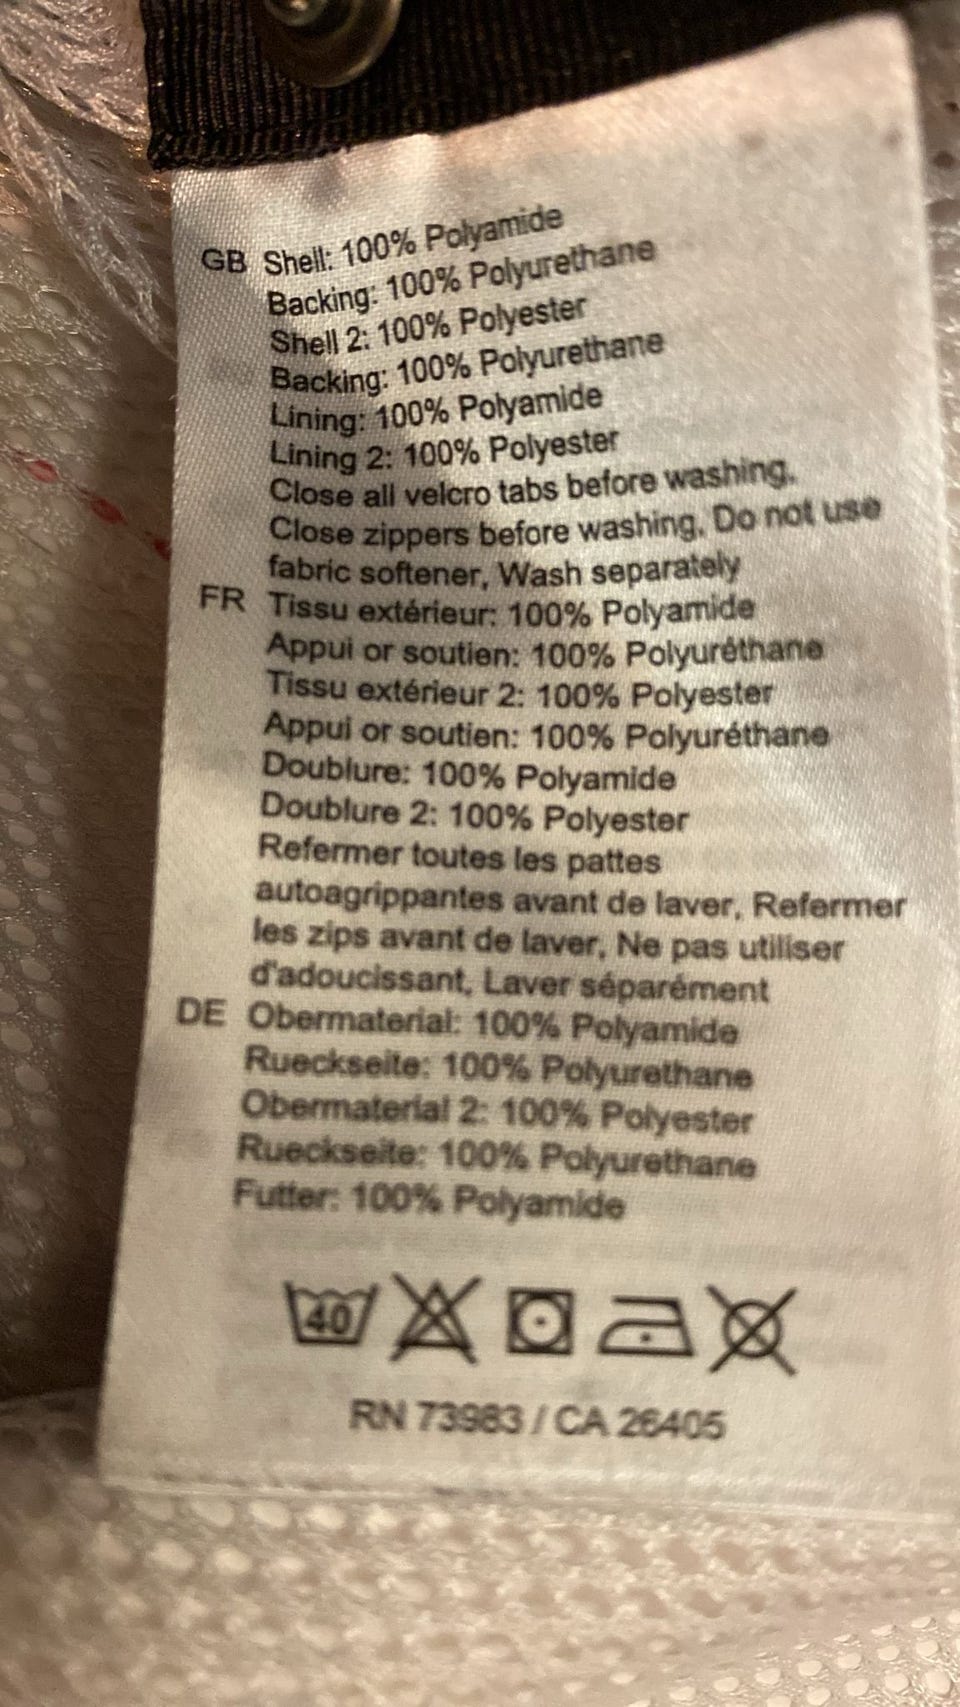 GB Shell: 100% Polyamide
Backing: 100% Polyurethane
Shell 2: 100% Polyester
Backing: 100% Polyurethane
Lining: 100% Polyamide
Lining 2: 100% Polyester
Close all velcro tabs before washing,
Close zippers before washing, Do not use
fabric softener, Wash separately
FR Tissu extérieur: 100% Polyamide
Appui or soutien: 100% Polyuréthane
Tissu extérieur 2: 100% Polyester
Appui or soutien: 100% Polyuréthane
Doublure: 100% Polyamide
Doublure 2: 100% Polyester
Refermer toutes les pattes
autoagrippantes avant de laver, Refermer
les zips avant de laver, Ne pas utiliser
d'adoucissant, Laver séparément
DE Obermaterial: 100% Polyamide
Rueckseite: 100% Polyurethane
Obermaterial 2: 100% Polyester
Rueckseite: 100% Polyurethane
Futter: 100% Polyamide
40
RN 73983 / CA 26405